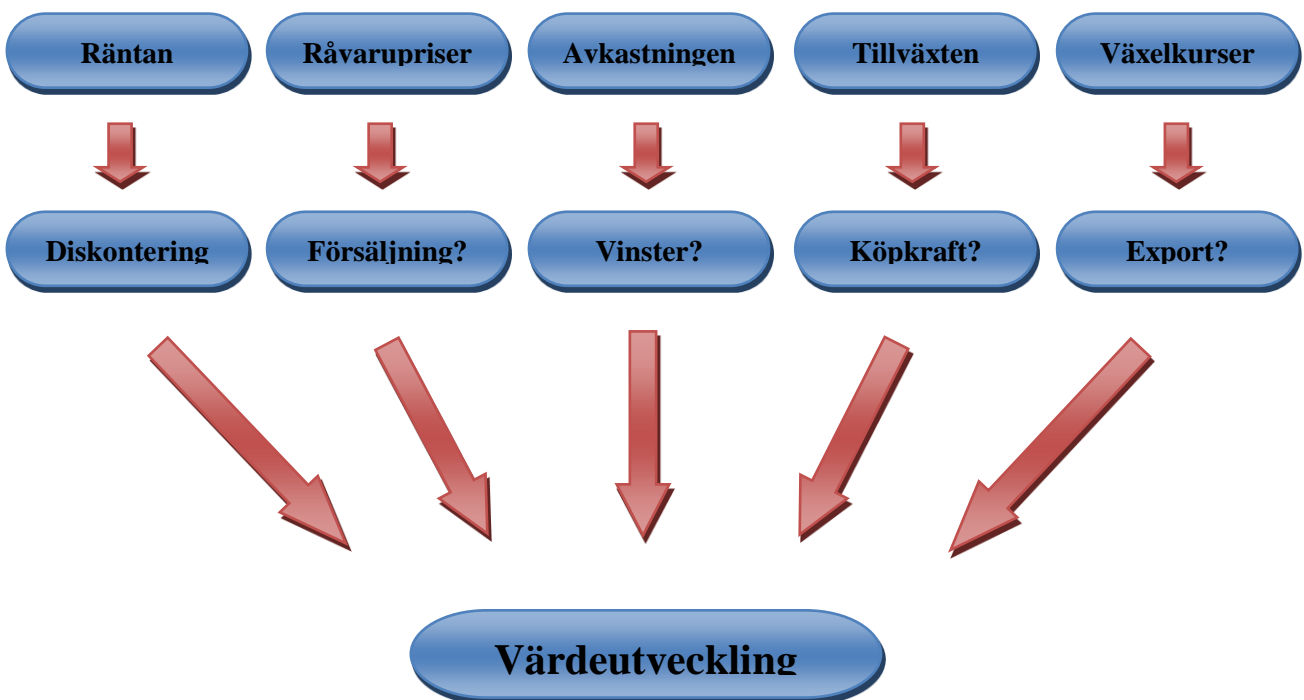 Räntan
Råvarupriser
Avkastningen
Tillväxten
Växelkurser
Diskontering
Försäljning?
Vinster?
Köpkraft?
Export?
Värdeutveckling